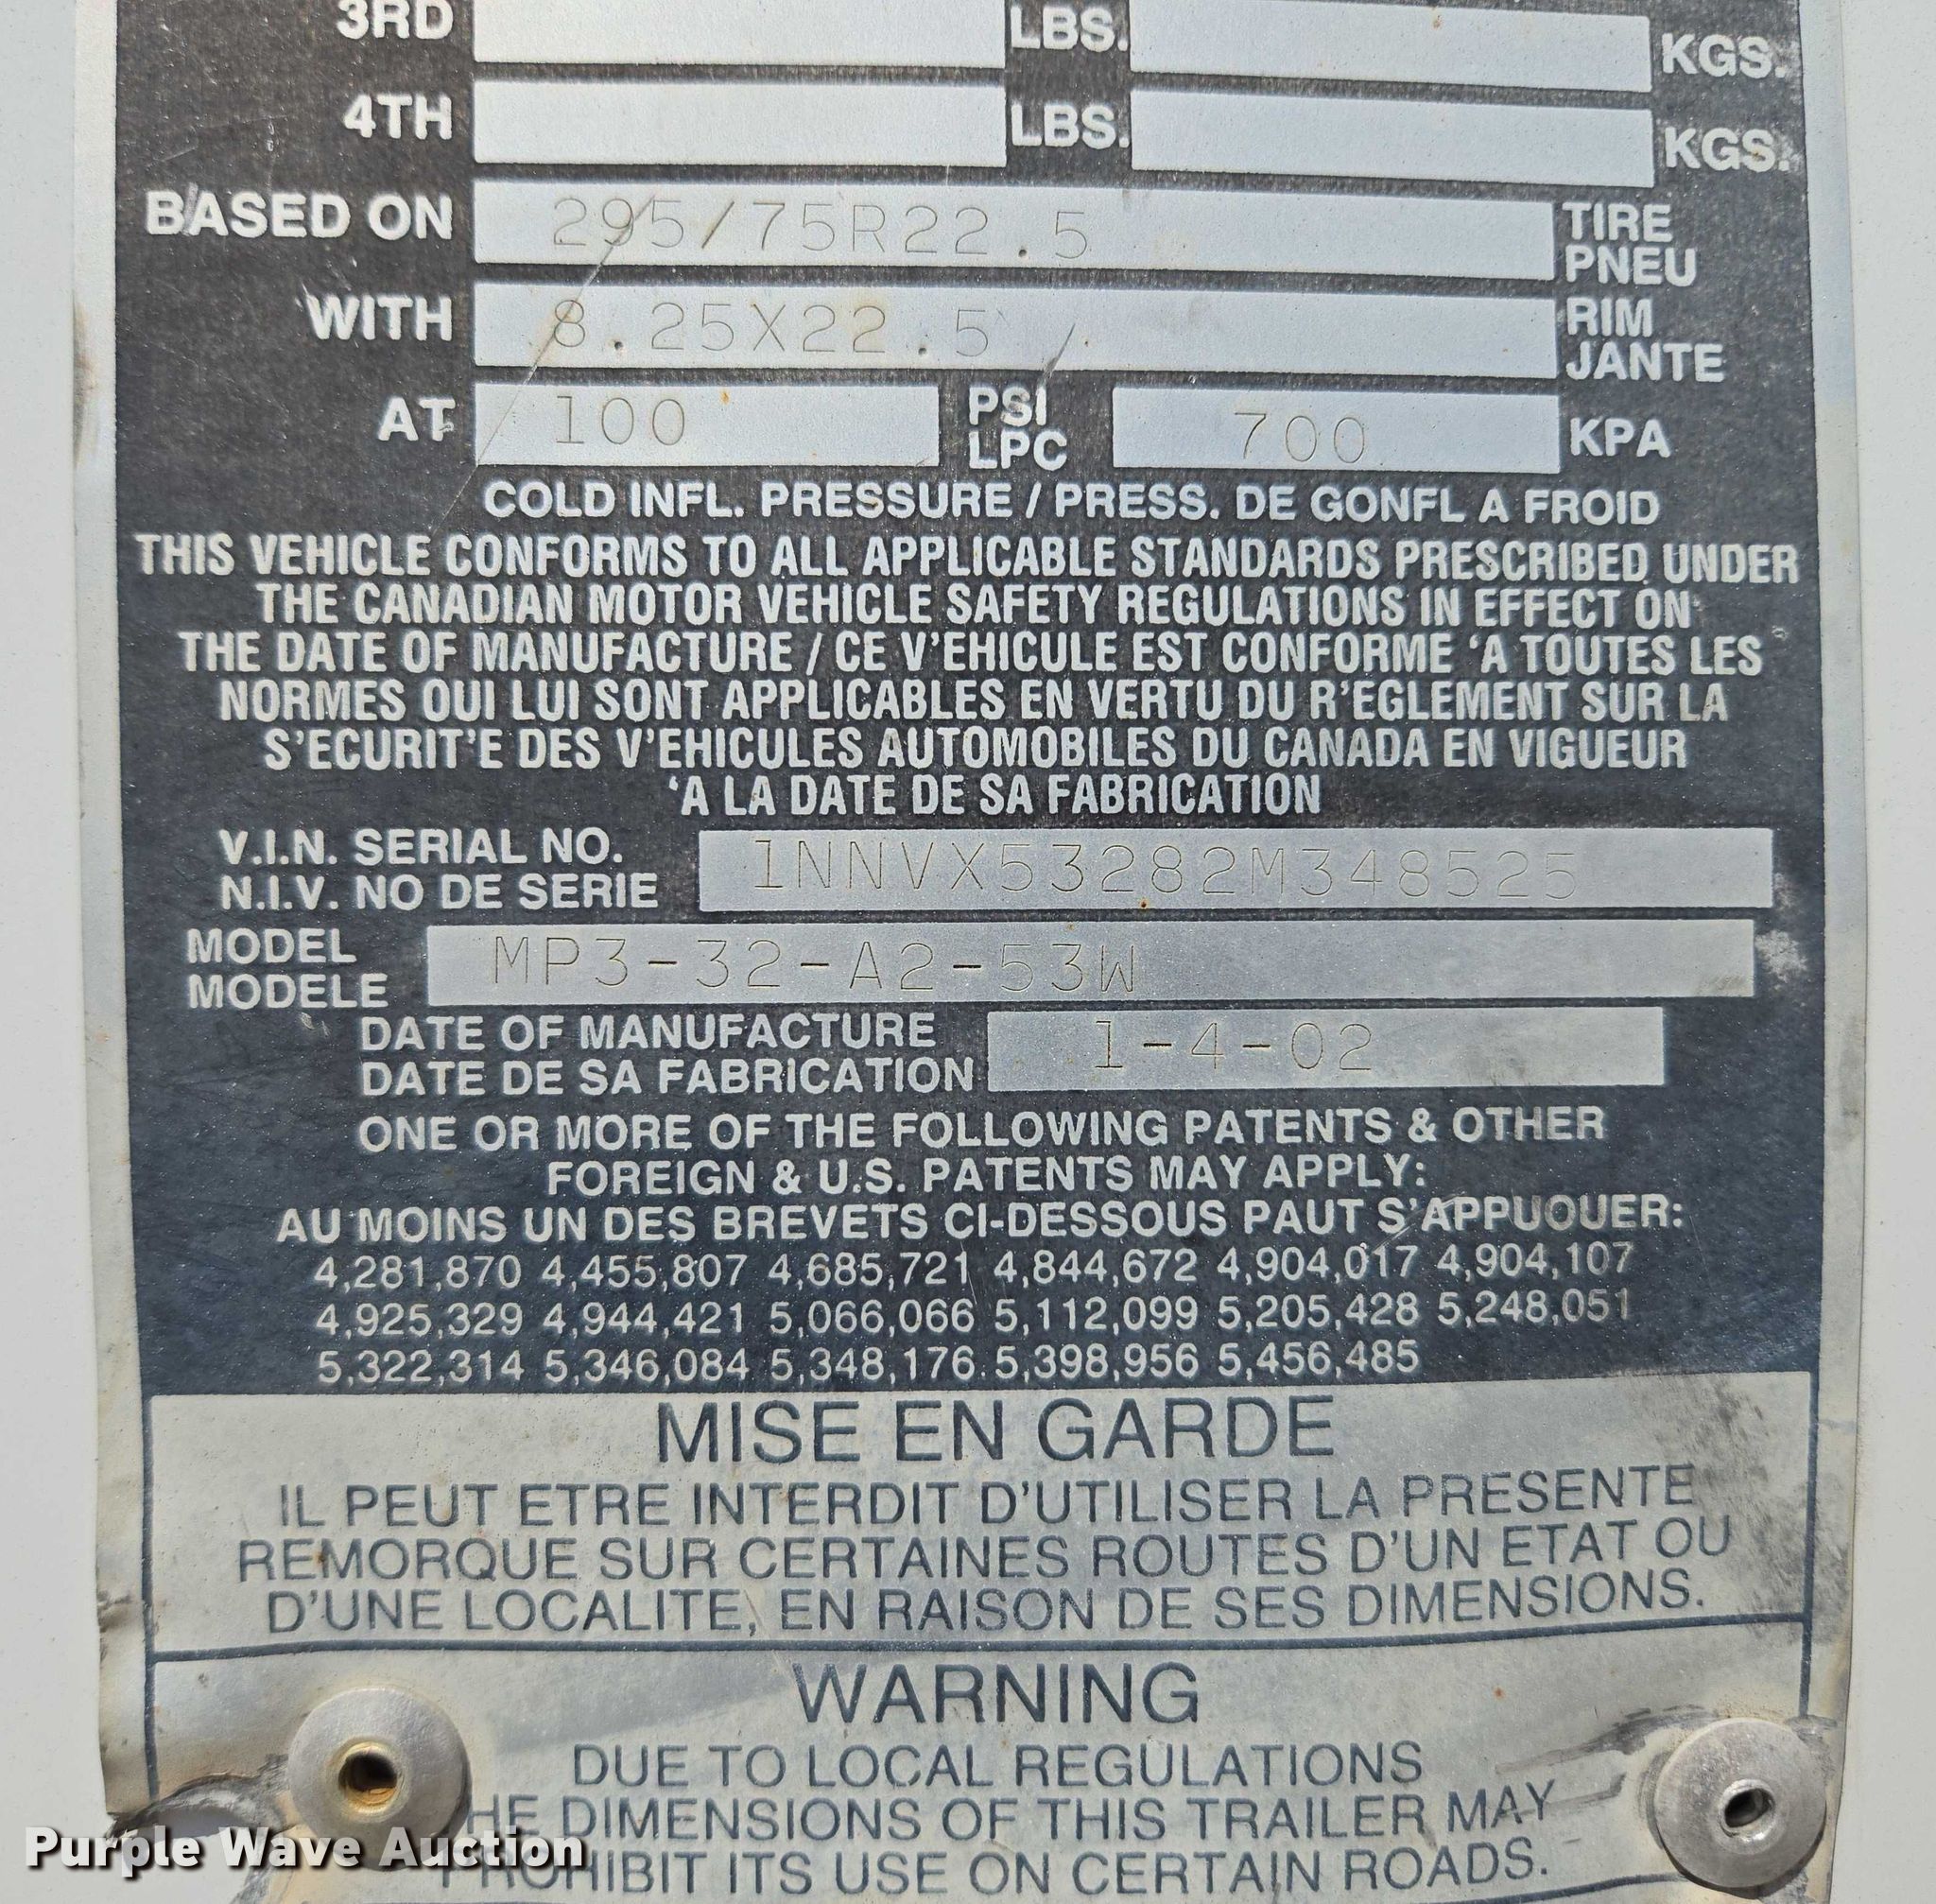 3RD LBS. KGS.
4TH LBS. KGS.
BASED ON 295/75R22.5 TIRE PNEU
WITH 8.25X22.5 RIM JANTE
AT 100 PSI LPC 700 KPA
COLD INFL. PRESSURE / PRESS. DE GONFL A FROID
THIS VEHICLE CONFORMS TO ALL APPLICABLE STANDARDS PRESCRIBED UNDER
THE CANADIAN MOTOR VEHICLE SAFETY REGULATIONS IN EFFECT ON
THE DATE OF MANUFACTURE / CE V'EHICULE EST CONFORME 'A TOUTES LES
NORMES OUI LUI SONT APPLICABLES EN VERTU DU R'EGLEMENT SUR LA
S'ECURIT'E DES V'EHICULES AUTOMOBILES DU CANADA EN VIGUEUR
'A LA DATE DE SA FABRICATION
V.I.N. SERIAL NO.
N.I.V. NO DE SERIE
1NNVX53282M348525
MODEL
MODELE
MP3-32-A2-53W
DATE OF MANUFACTURE
DATE DE SA FABRICATION
1-4-02
ONE OR MORE OF THE FOLLOWING PATENTS & OTHER
FOREIGN & U.S. PATENTS MAY APPLY:
AU MOINS UN DES BREVETS CI-DESSOUS PAUT S'APPUOUER:
4,281,870 4,455,807 4,685,721 4,844,672 4,904,017 4,904,107
4,925,329 4,944,421 5,066,066 5,112,099 5,205,428 5,248,051
5,322,314 5,346,084 5,348,176 5,398,956 5,456,485
MISE EN GARDE
IL PEUT ETRE INTERDIT D'UTILISER LA PRESENTE
REMORQUE SUR CERTAINES ROUTES D'UN ETAT OU
D'UNE LOCALITE, EN RAISON DE SES DIMENSIONS.
WARNING
DUE TO LOCAL REGULATIONS
HE DIMENSIONS OF THIS TRAILER MAY
PROHIBIT ITS USE ON CERTAIN ROADS.
Purple Wave Auction